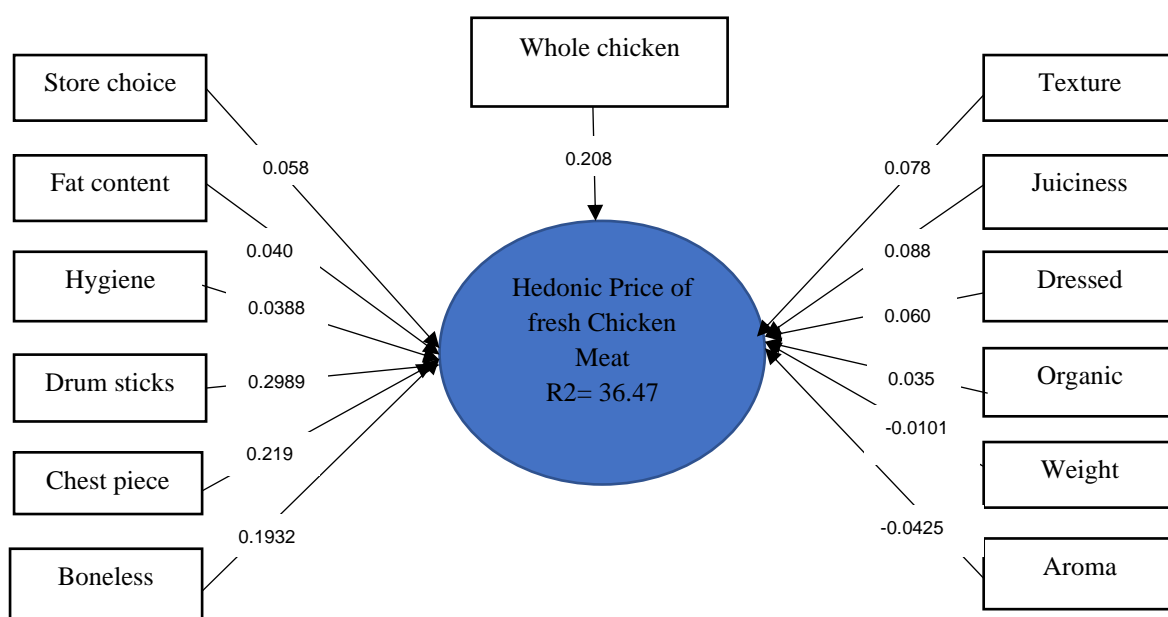 Whole chicken
Store choice
Fat content
Hygiene
Drum sticks
Chest piece
Boneless
0.058
0.040
0.0388
0.2989
0.219
0.1932
0.208
Hedonic Price of
fresh Chicken
Meat
R2= 36.47
0.078
0.088
0.060
0.035
-0.0101
-0.0425
Texture
Juiciness
Dressed
Organic
Weight
Aroma